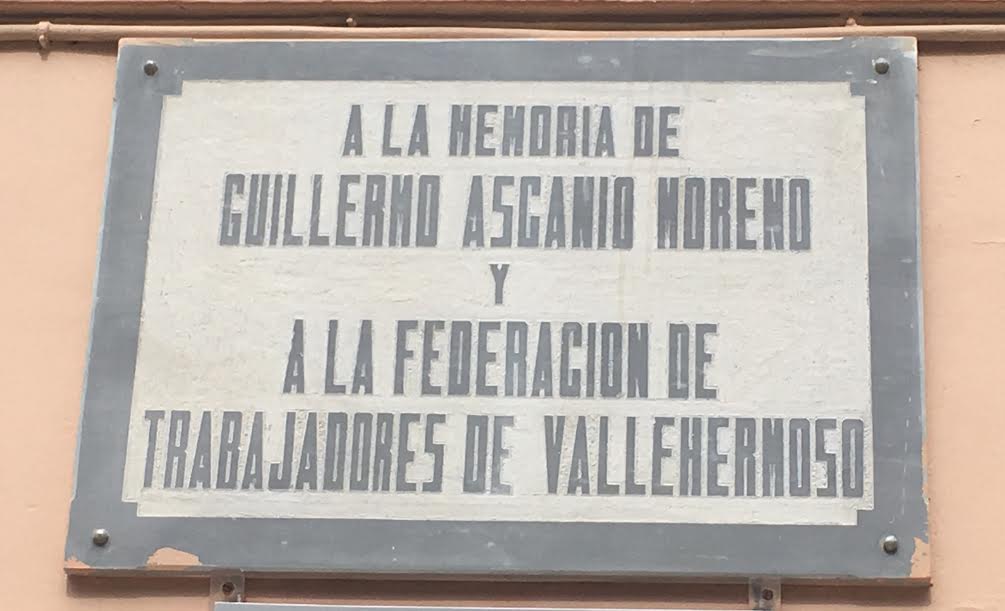 A LA MEMORIA DE
GUILLERMO ASCANIO MORENO
Y
A LA FEDERACION DE
TRABAJADORES DE VALLEHERMOSO